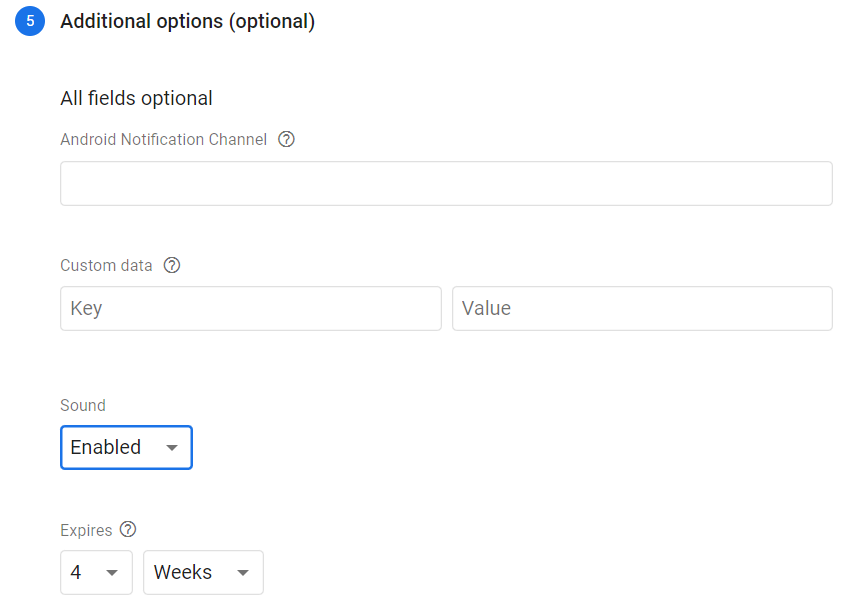 5 Additional options (optional)
All fields optional
Android Notification Channel ?
Custom data ?
Key Value
Sound
Enabled
Expires ?
4 Weeks